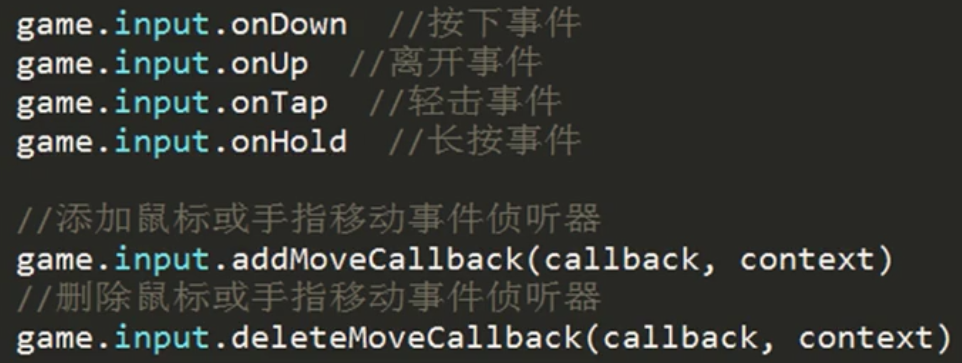 game.input.onDown  //按下事件
game.input.onUp  //离开事件
game.input.onTap  //轻击事件
game.input.onHold  //长按事件
//添加鼠标或手指移动事件侦听器
game.input.addMoveCallback(callback, context)
//删除鼠标或手指移动事件侦听器
game.input.deleteMoveCallback(callback, context)